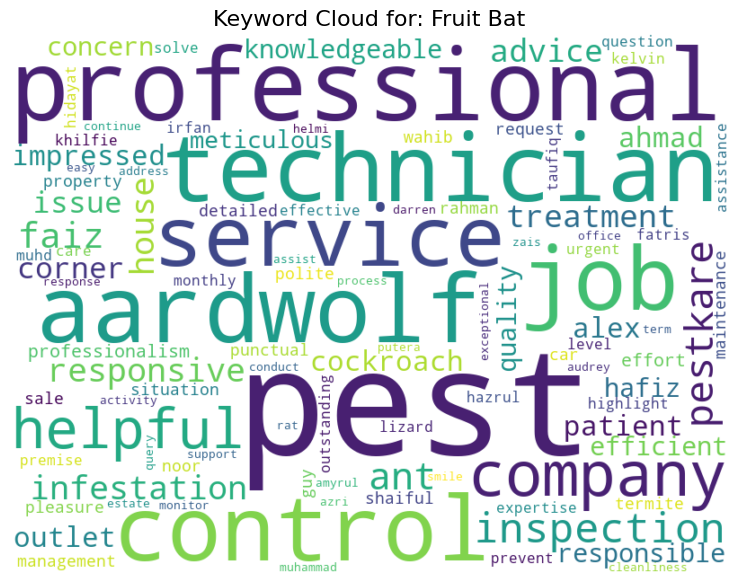 Keyword Cloud for: Fruit Bat
concern
solve
knowledgeable
advice
question
kelvin
professional
hidayat
continue
khilfie
irfan
helmi
meticulous
wahib
request
taufiq
ahmad
assistance
impressed
easy
address
technician
property
issue
house
detailed
effective
darren
rahman
treatment
faiz
muhd
care
service
zais
office
fatris
urgent
corner
response
monthly
assist
polite
process
aardwolf
exceptional
quality
job
pestkare
maintenance
alex
term
professionalism
punctual
putera
cockroach
conduct
car
level
audrey
effort
responsive
situation
sale
activity
pest
outstanding
rat
lizard
hazrul
hafiz
highlight
patient
helpful
query
support
premise
noor
guy
amyrul
azri
ant
smile
shaiful
company
efficient
infestation
pleasure
estate
monitor
control
expertise
termite
inspection
outlet
management
muhammad
prevent
responsible
cleanliness